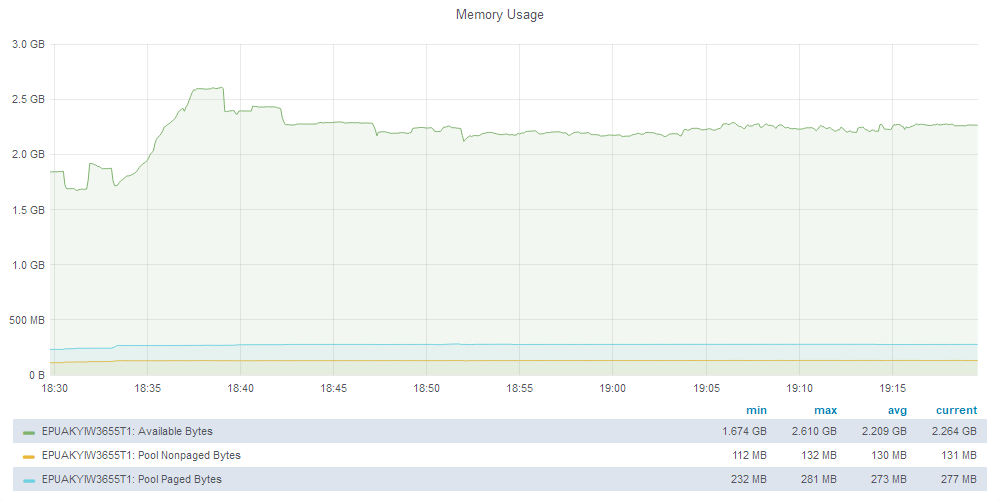 Memory Usage
3.0 GB
2.5 GB
2.0 GB
1.5 GB
1.0 GB
500 MB
0 B
18:30 18:35 18:40 18:45 18:50 18:55 19:00 19:05 19:10 19:15
min max avg current
EPUAKYIW3655T1: Available Bytes 1.674 GB 2.610 GB 2.209 GB 2.264 GB
EPUAKYIW3655T1: Pool Nonpaged Bytes 112 MB 132 MB 130 MB 131 MB
EPUAKYIW3655T1: Pool Paged Bytes 232 MB 281 MB 273 MB 277 MB